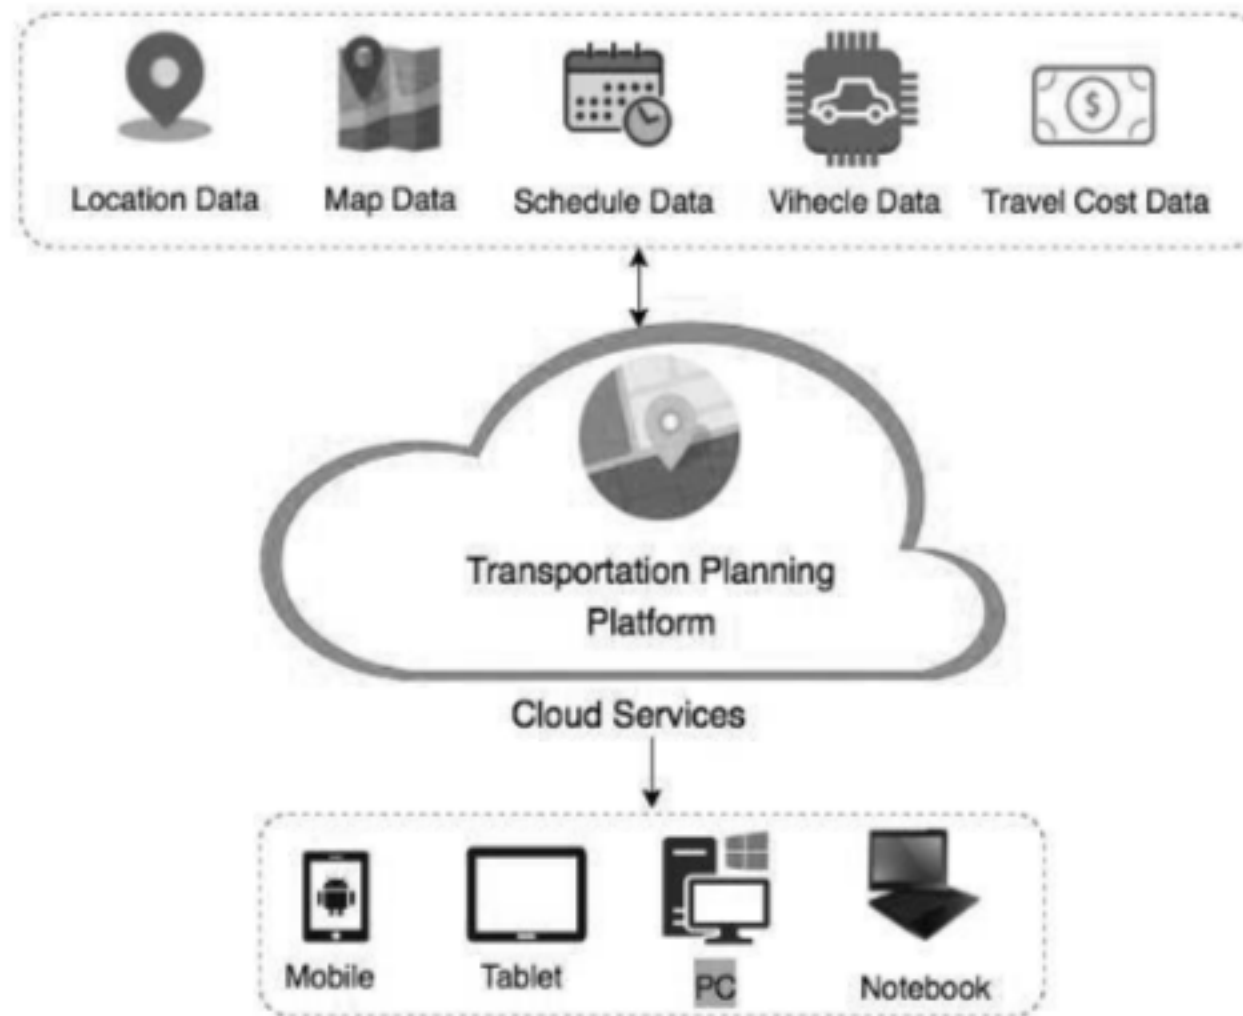 Location Data
Map Data
Schedule Data
Vihecle Data
Travel Cost Data
$
Transportation Planning
Platform
Cloud Services
Mobile
Tablet
PC
Notebook